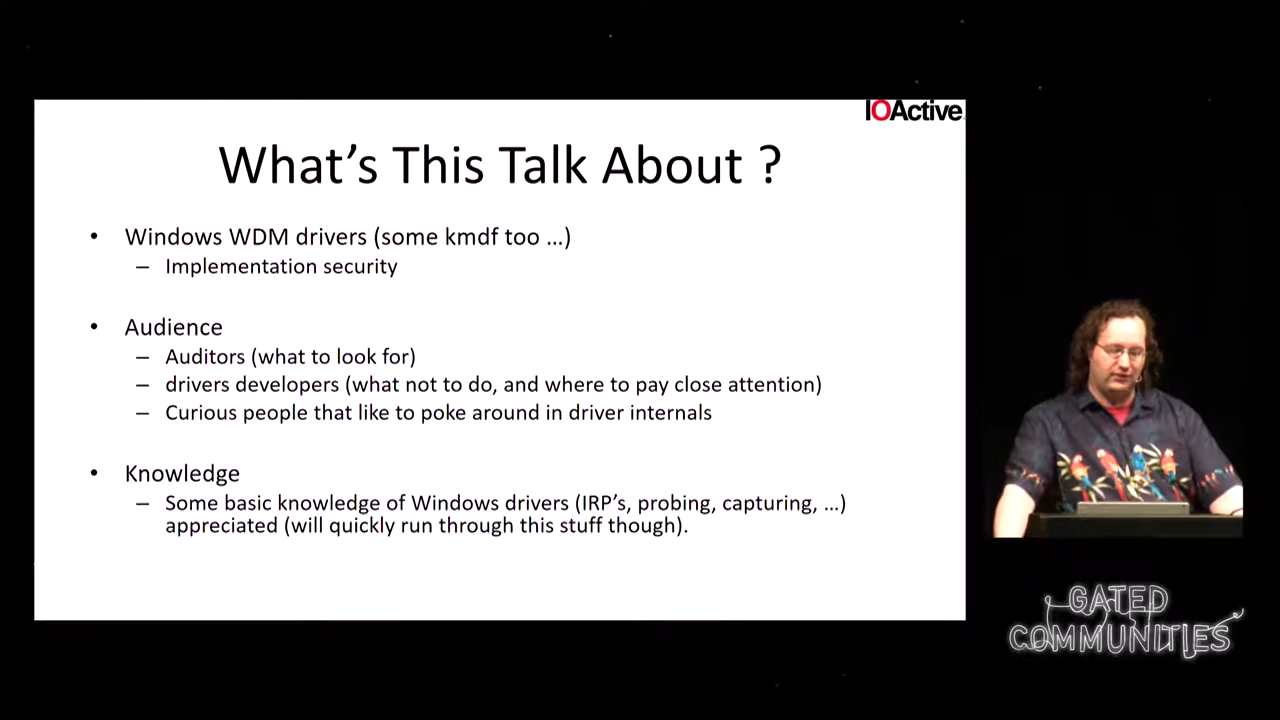 IOActive
What's This Talk About ?
• Windows WDM drivers (some kmdf too ...)
– Implementation security
• Audience
– Auditors (what to look for)
– drivers developers (what not to do, and where to pay close attention)
– Curious people that like to poke around in driver internals
• Knowledge
– Some basic knowledge of Windows drivers (IRP's, probing, capturing, ...)
appreciated (will quickly run through this stuff though).
GATED
COMMUNITIES